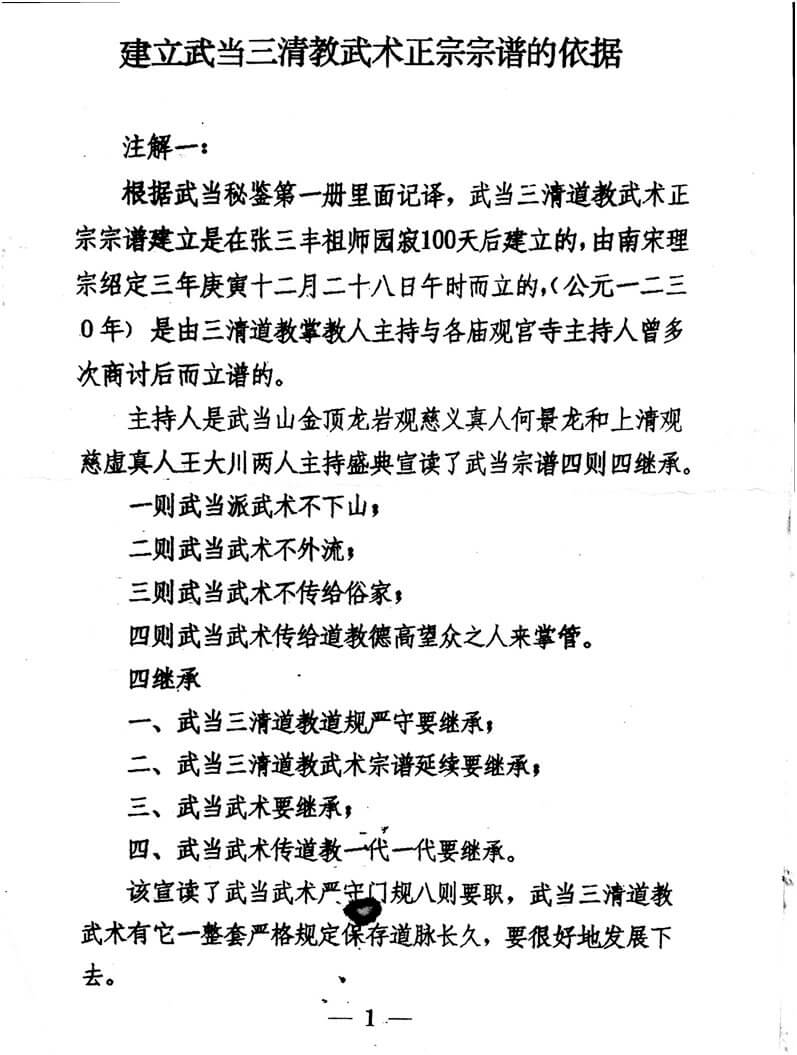 建立武当三清教武术正宗宗谱的依据
注解一：
根据武当秘鉴第一册里面记译，武当三清道教武术正
宗宗谱建立是在张三丰祖师园寂100天后建立的，由南宋理
宗绍定三年庚寅十二月二十八日午时而立的，（公元一二三
0年）是由三清道教掌教人主持与各庙观宫寺主持人曾多
次商讨后而立谱的。
主持人是武当山金顶龙岩观慈义真人何景龙和上清观
慈虚真人王大川两人主持盛典宣读了武当宗谱四则四继承。
一则武当派武术不下山；
二则武当武术不外流；
三则武当武术不传给俗家；
四则武当武术传给道教德高望众之人来掌管。
四继承
一、武当三清道教道规严守要继承；
二、武当三清道教武术宗谱延续要继承；
三、武当武术要继承；
四、武当武术传道教一代一代要继承。
该宣读了武当武术严守门规八则要职，武当三清道教
武术有它一整套严格规定保存道脉长久，要很好地发展下
去。
— 1 —